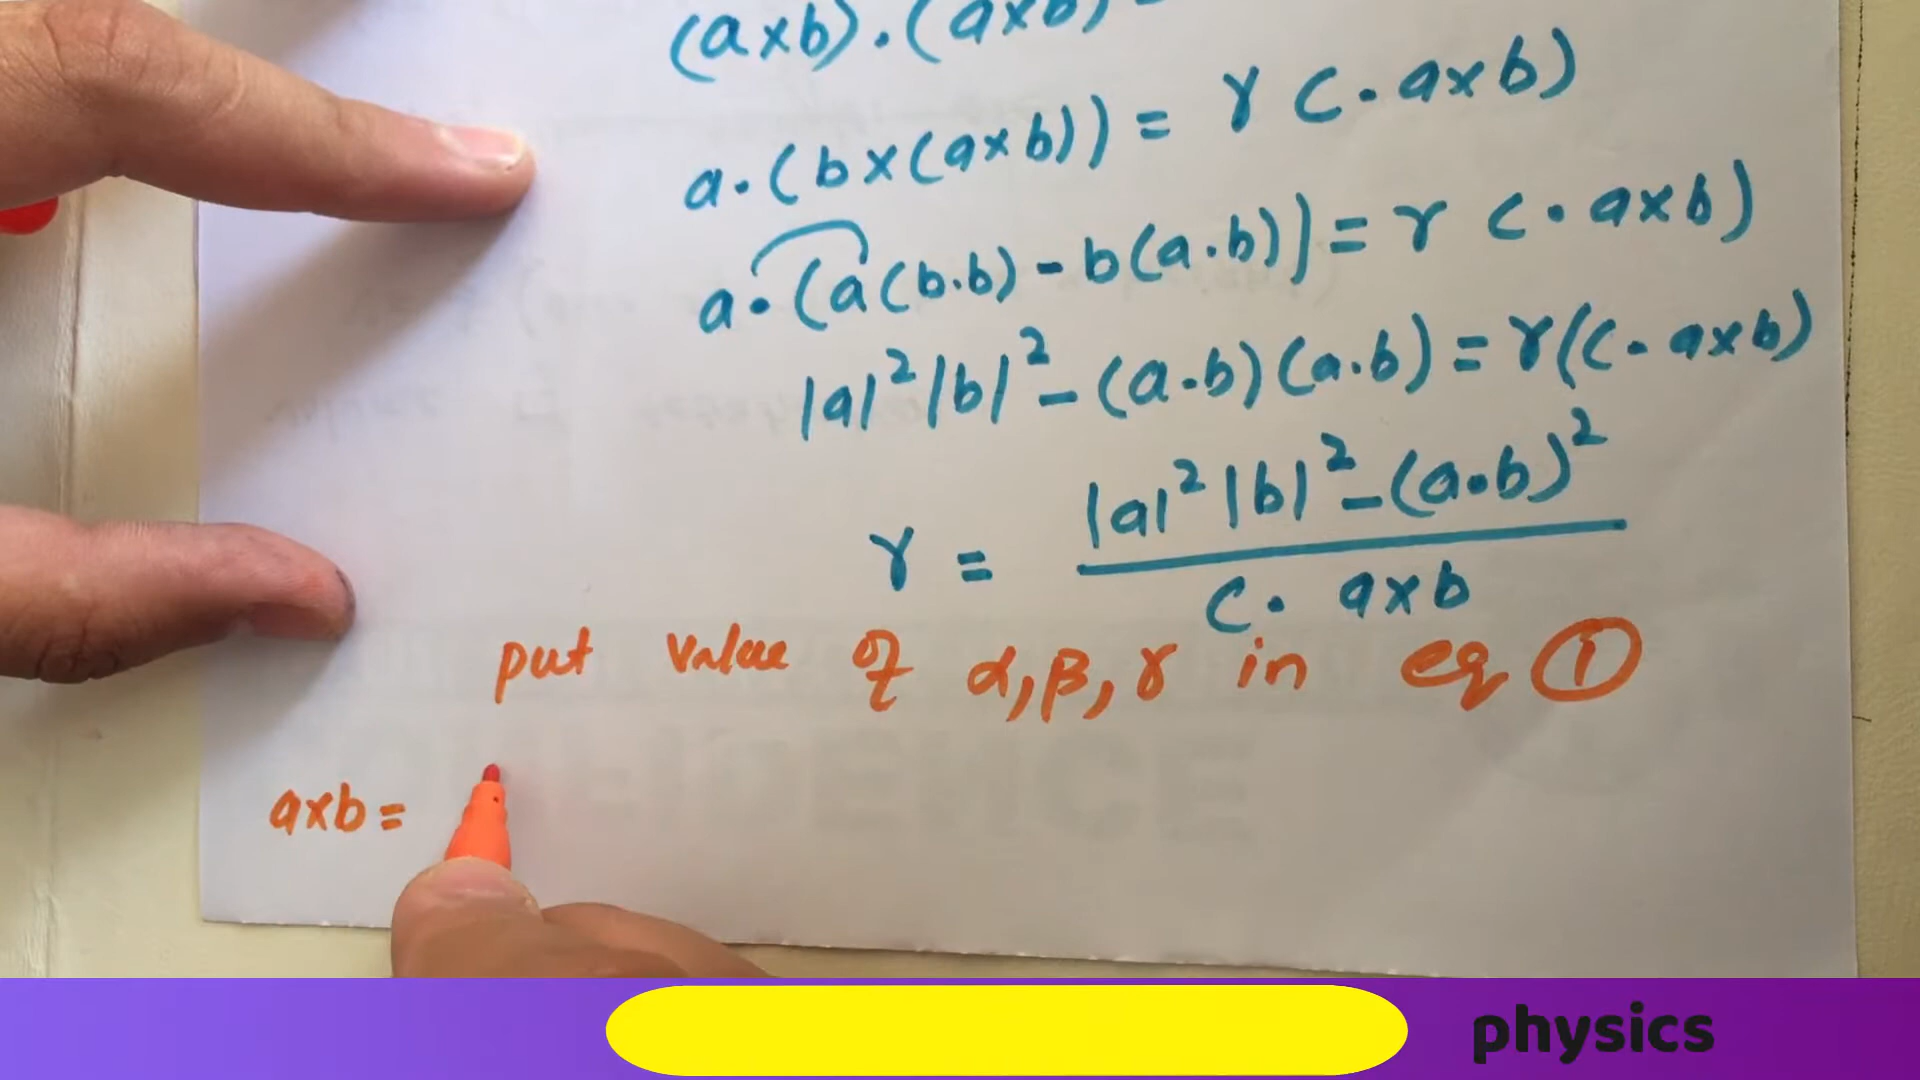 (a×b).(a×b)=
a.(b×(a×b))= γ c.a×b)
a.(a(b.b)-b(a.b)]= γ c.a×b)
|a|²|b|²-(a.b)(a.b)=γ(c.a×b)
γ = |a|²|b|²-(a.b)² / c. a×b
put value of α,β,γ in eq ①
a×b=
physics